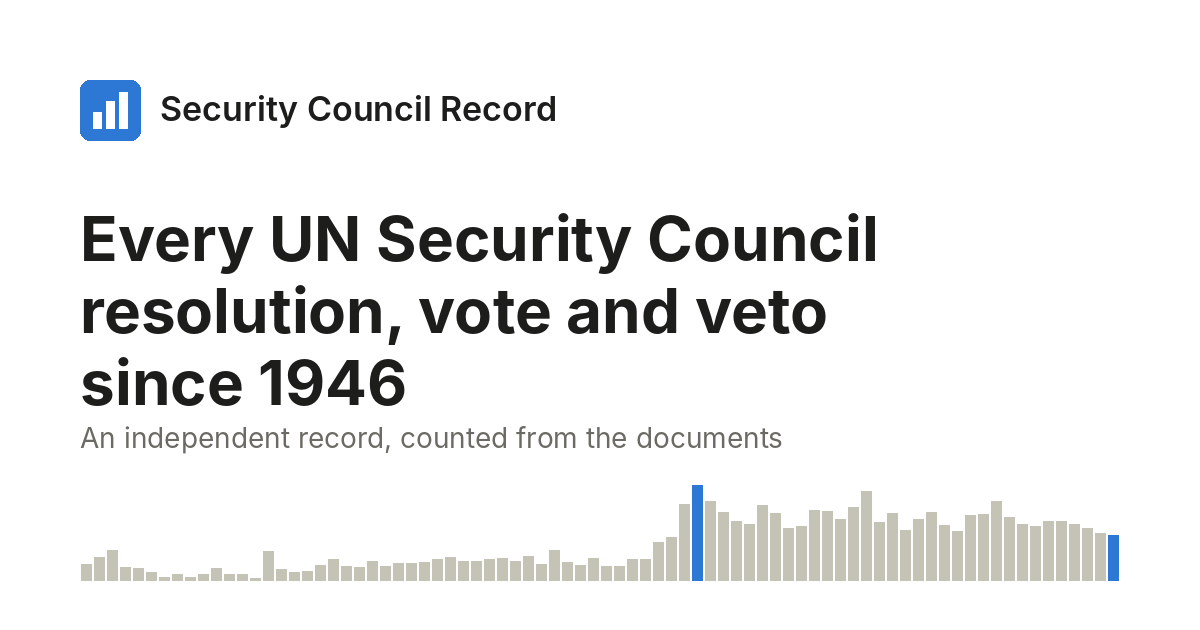 Security Council Record
Every UN Security Council
resolution, vote and veto
since 1946
An independent record, counted from the documents